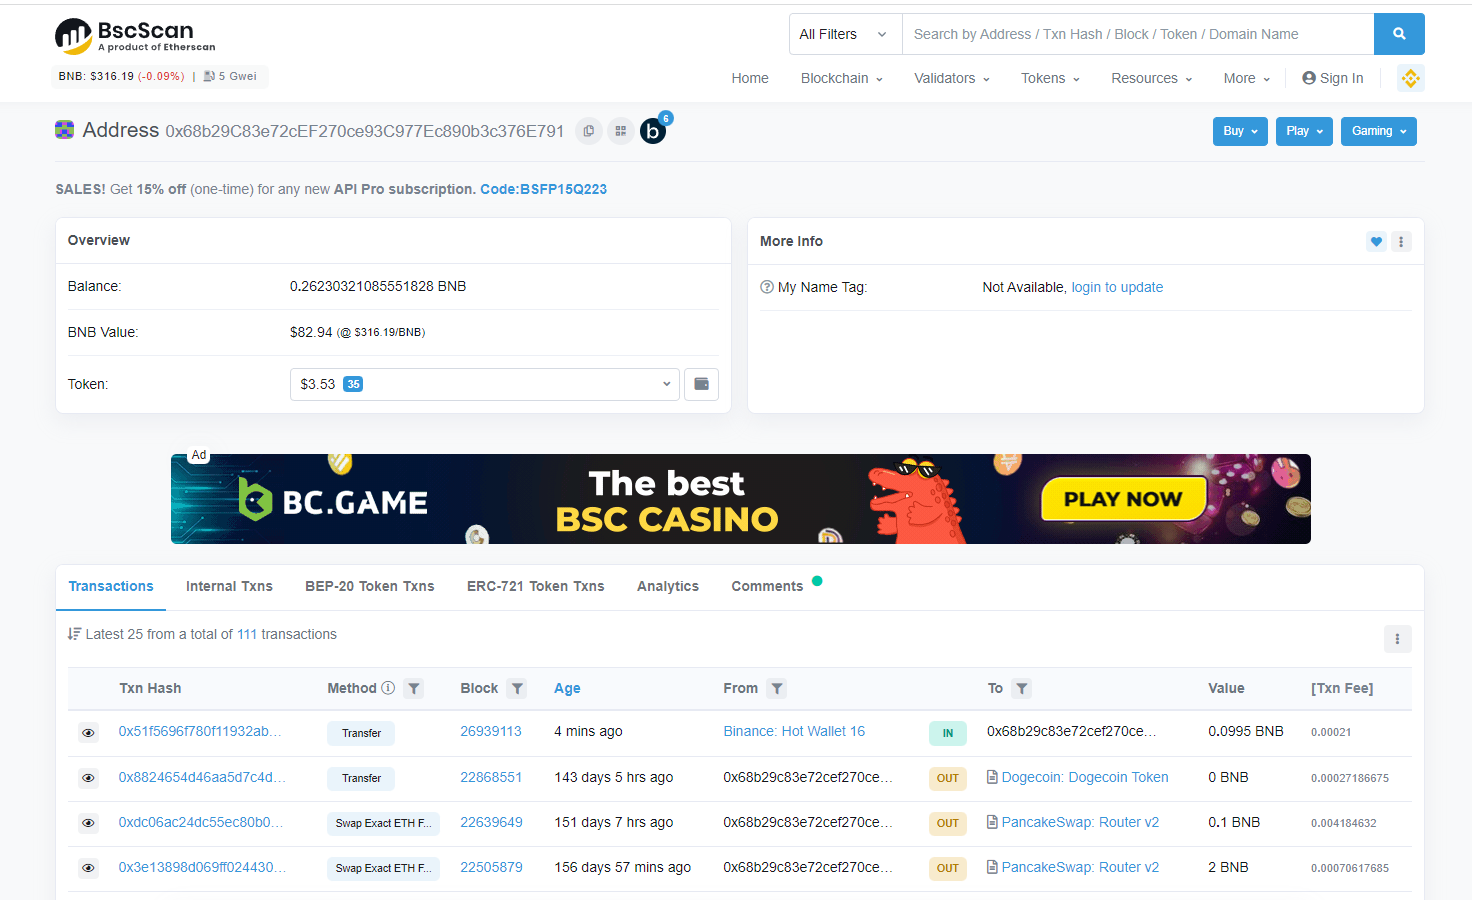 BscScan
A product of Etherscan
All Filters
Search by Address / Txn Hash / Block / Token / Domain Name
BNB: $316.19 (-0.09%) | 5 Gwei
Home Blockchain Validators Tokens Resources More Sign In
Address 0x68b29C83e72cEF270ce93C977Ec890b3c376E791 b 6
Buy Play Gaming
SALES! Get 15% off (one-time) for any new API Pro subscription. Code:BSFP15Q223
Overview
Balance: 0.26230321085551828 BNB
BNB Value: $82.94 (@ $316.19/BNB)
Token: $3.53 35
More Info
My Name Tag: Not Available, login to update
Ad
BC.GAME
The best
BSC CASINO
PLAY NOW
Transactions Internal Txns BEP-20 Token Txns ERC-721 Token Txns Analytics Comments
Latest 25 from a total of 111 transactions
Txn Hash Method Block Age From To Value [Txn Fee]
0x51f5696f780f11932ab... Transfer 26939113 4 mins ago Binance: Hot Wallet 16 IN 0x68b29c83e72cef270ce... 0.0995 BNB 0.00021
0x8824654d46aa5d7c4d... Transfer 22868551 143 days 5 hrs ago 0x68b29c83e72cef270ce... OUT Dogecoin: Dogecoin Token 0 BNB 0.00027186675
0xdc06ac24dc55ec80b0... Swap Exact ETH F... 22639649 151 days 7 hrs ago 0x68b29c83e72cef270ce... OUT PancakeSwap: Router v2 0.1 BNB 0.004184632
0x3e13898d069ff024430... Swap Exact ETH F... 22505879 156 days 57 mins ago 0x68b29c83e72cef270ce... OUT PancakeSwap: Router v2 2 BNB 0.00070617685